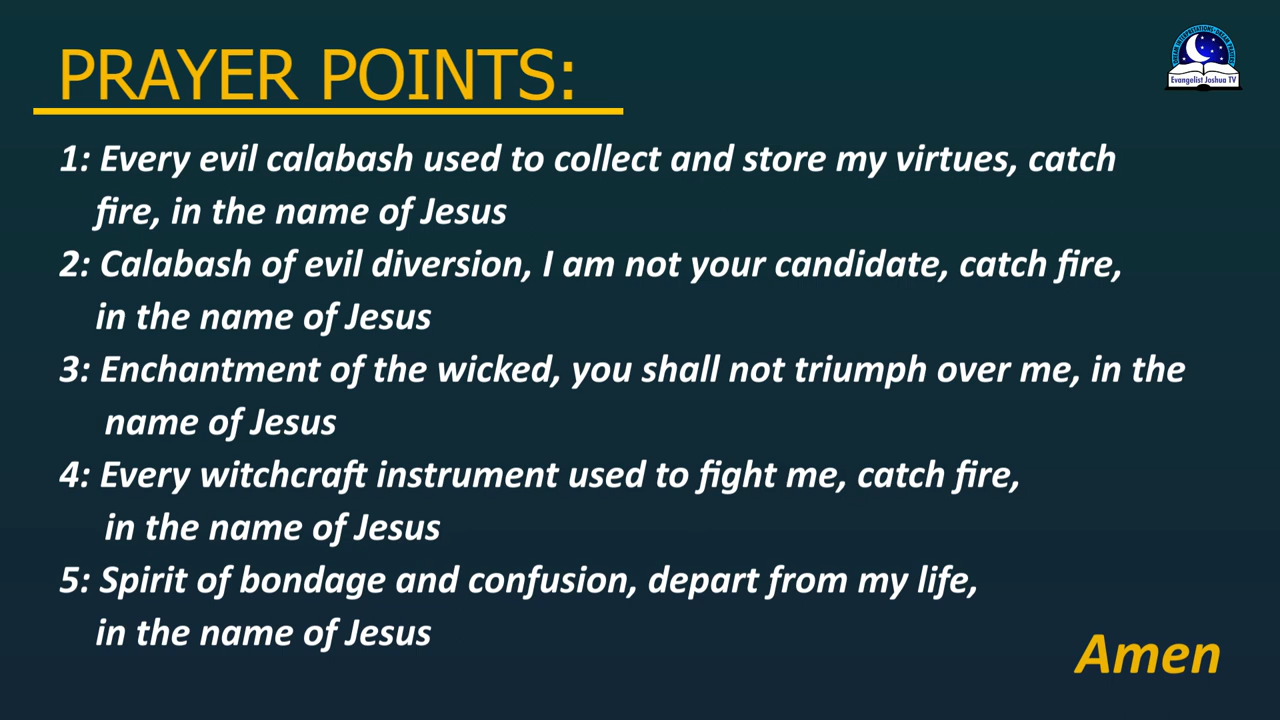 PRAYER POINTS:
Evangelist Joshua TV
1: Every evil calabash used to collect and store my virtues, catch
fire, in the name of Jesus
2: Calabash of evil diversion, I am not your candidate, catch fire,
in the name of Jesus
3: Enchantment of the wicked, you shall not triumph over me, in the
name of Jesus
4: Every witchcraft instrument used to fight me, catch fire,
in the name of Jesus
5: Spirit of bondage and confusion, depart from my life,
in the name of Jesus
Amen